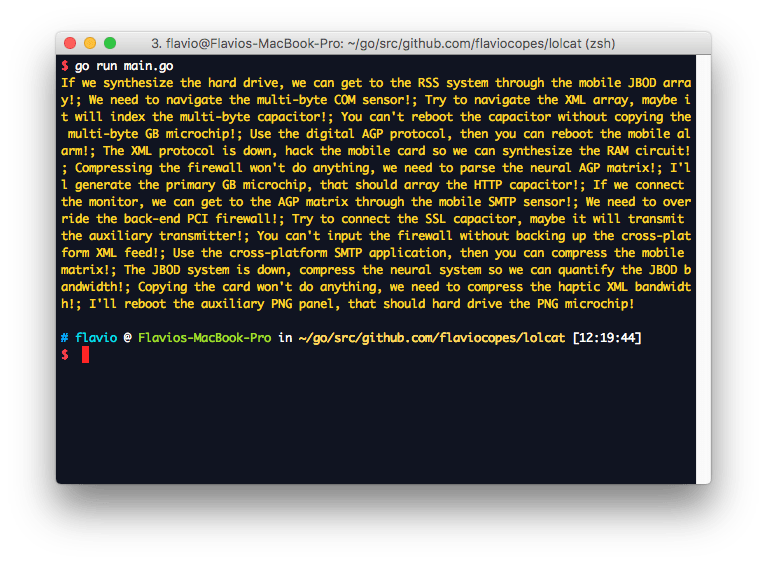 3. flavio@Flavios-MacBook-Pro: ~/go/src/github.com/flaviocopes/lolcat (zsh)
$ go run main.go
If we synthesize the hard drive, we can get to the RSS system through the mobile JBOD arra
y!; We need to navigate the multi-byte COM sensor!; Try to navigate the XML array, maybe i
t will index the multi-byte capacitor!; You can't reboot the capacitor without copying the
 multi-byte GB microchip!; Use the digital AGP protocol, then you can reboot the mobile al
arm!; The XML protocol is down, hack the mobile card so we can synthesize the RAM circuit!
; Compressing the firewall won't do anything, we need to parse the neural AGP matrix!; I'l
l generate the primary GB microchip, that should array the HTTP capacitor!; If we connect
the monitor, we can get to the AGP matrix through the mobile SMTP sensor!; We need to over
ride the back-end PCI firewall!; Try to connect the SSL capacitor, maybe it will transmit
the auxiliary transmitter!; You can't input the firewall without backing up the cross-plat
form XML feed!; Use the cross-platform SMTP application, then you can compress the mobile
matrix!; The JBOD system is down, compress the neural system so we can quantify the JBOD b
andwidth!; Copying the card won't do anything, we need to compress the haptic XML bandwidt
h!; I'll reboot the auxiliary PNG panel, that should hard drive the PNG microchip!
# flavio @ Flavios-MacBook-Pro in ~/go/src/github.com/flaviocopes/lolcat [12:19:44]
$